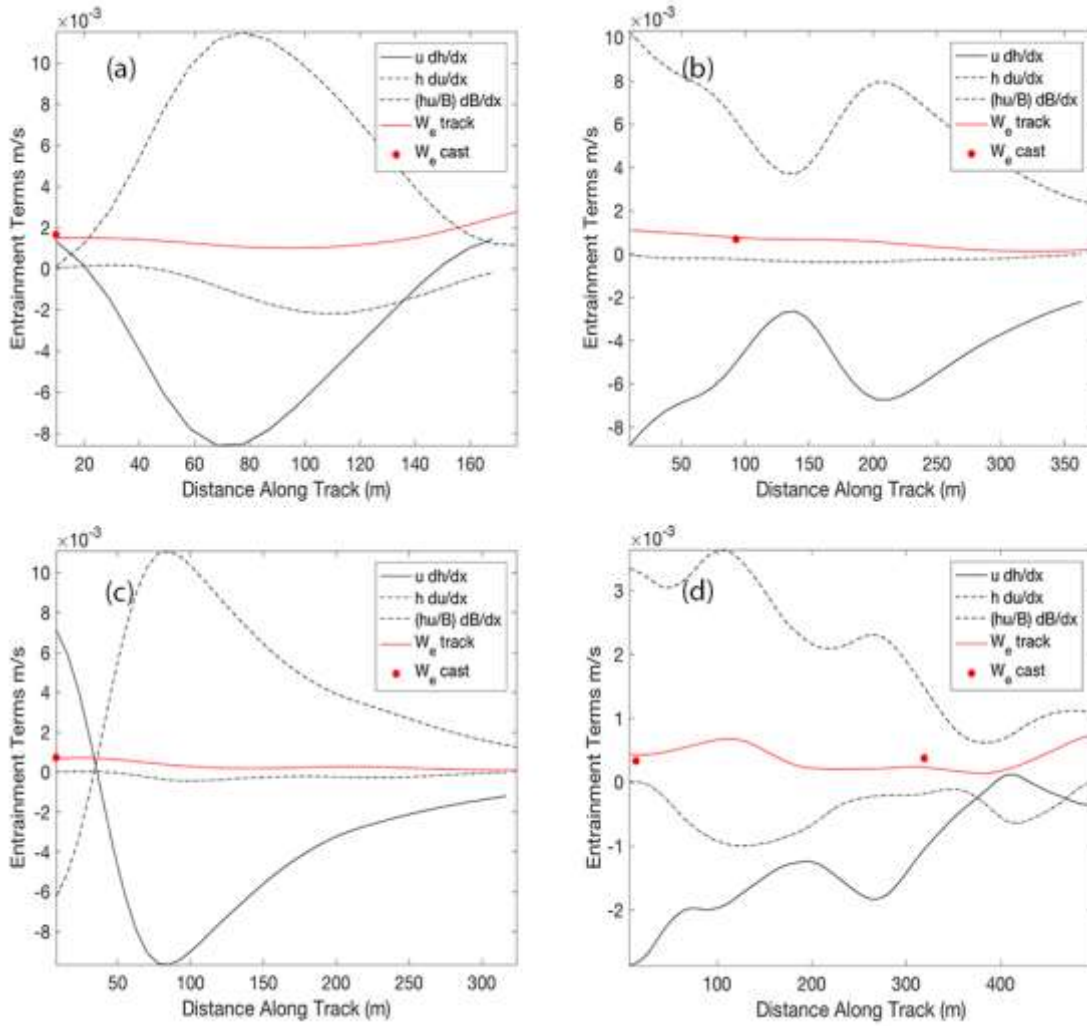 ×10⁻³
(a)
u dh/dx
h du/dx
(hu/B) dB/dx
Wₑ track
Wₑ cast
Entrainment Terms m/s
10
8
6
4
2
0
-2
-4
-6
-8
20 40 60 80 100 120 140 160
Distance Along Track (m)
×10⁻³
(b)
u dh/dx
h du/dx
(hu/B) dB/dx
Wₑ track
Wₑ cast
Entrainment Terms m/s
10
8
6
4
2
0
-2
-4
-6
-8
50 100 150 200 250 300 350
Distance Along Track (m)
×10⁻³
(c)
u dh/dx
h du/dx
(hu/B) dB/dx
Wₑ track
Wₑ cast
Entrainment Terms m/s
10
8
6
4
2
0
-2
-4
-6
-8
50 100 150 200 250 300
Distance Along Track (m)
×10⁻³
(d)
u dh/dx
h du/dx
(hu/B) dB/dx
Wₑ track
Wₑ cast
Entrainment Terms m/s
3
2
1
0
-1
-2
100 200 300 400
Distance Along Track (m)